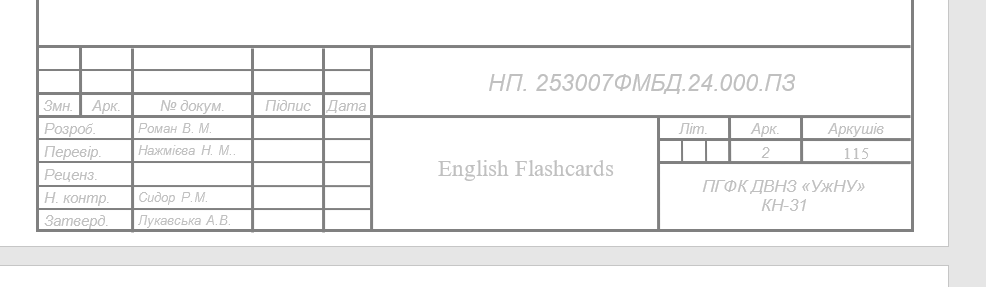 НП. 253007ФМБД.24.000.ПЗ
Змн. Арк. № докум. Підпис Дата
Розроб. Роман В. М.
Перевір. Нажмієва Н. М..
Реценз.
Н. контр. Сидор Р.М.
Затверд. Лукавська А.В.
English Flashcards
Літ. Арк. Аркушів
2 115
ПГФК ДВНЗ «УжНУ»
КН-31